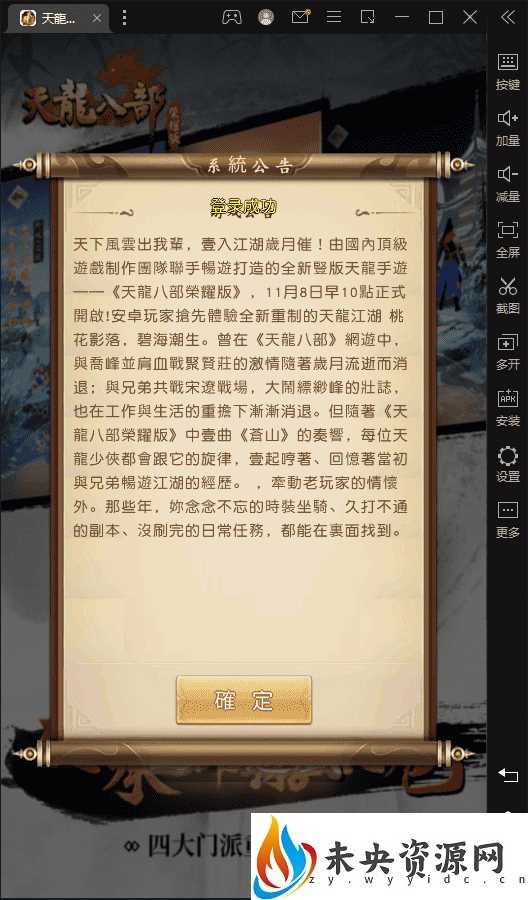 天龍...
按键
加量
减量
全屏
截图
多开
APK
安装
设置
更多
天龍八部
系統公告
登录成功
天下風雲出我輩，壹入江湖歲月催！由國內頂級
遊戲制作團隊聯手暢遊打造的全新豎版天龍手遊
——《天龍八部榮耀版》，11月8日早10點正式
開啟!安卓玩家搶先體驗全新重制的天龍江湖 桃
花影落，碧海潮生。曾在《天龍八部》網遊中，
與喬峰並肩血戰聚賢莊的激情隨著歲月流逝而消
退；與兄弟共戰宋遼戰場，大鬧縹緲峰的壯誌，
也在工作與生活的重擔下漸漸消退。但隨著《天
龍八部榮耀版》中壹曲《蒼山》的奏響，每位天
龍少俠都會跟它的旋律，壹起哼著、回憶著當初
與兄弟暢遊江湖的經歷。 ，牽動老玩家的情懷
外。那些年，妳念念不忘的時裝坐騎、久打不通
的副本、沒刷完的日常任務，都能在裏面找到。
確 定
四大门派
未央资源网
zy.wyyidc.cn